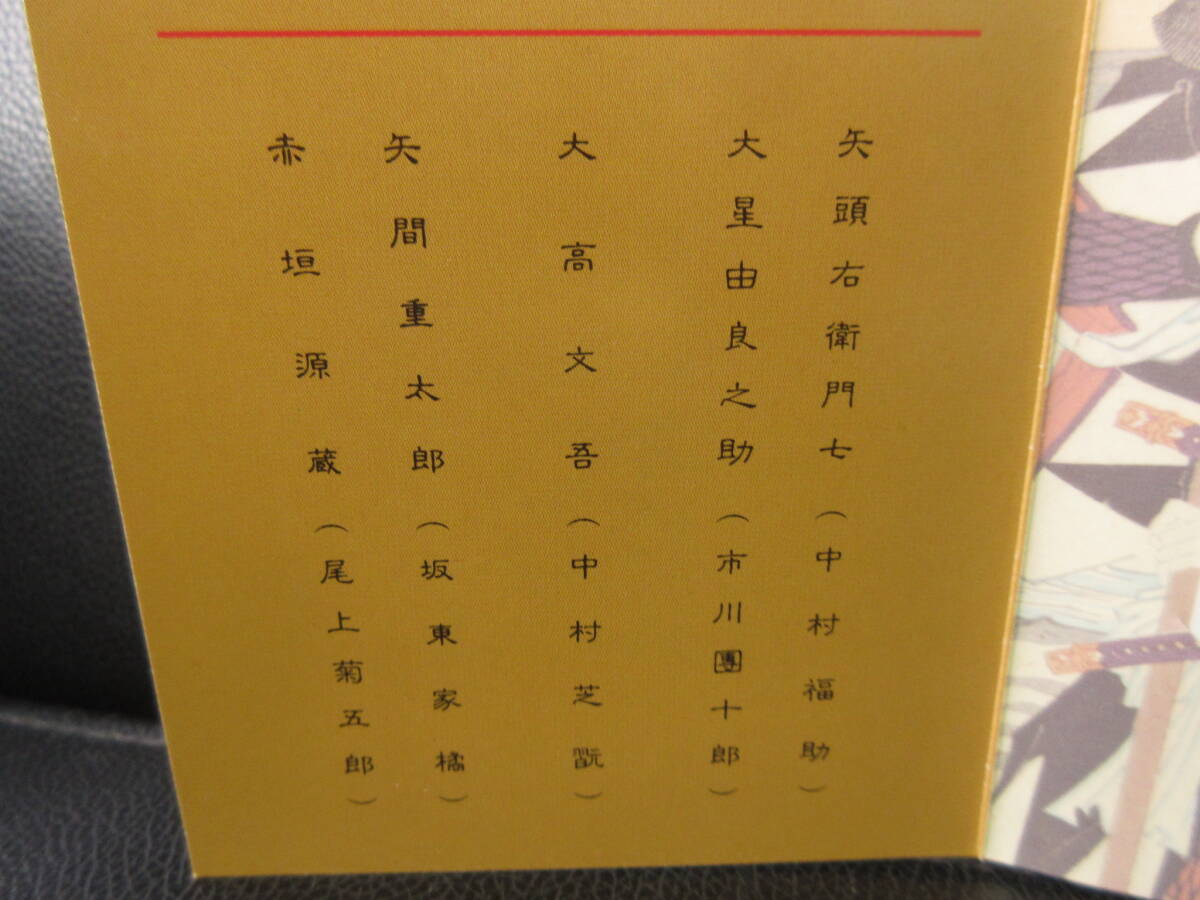 矢頭右衛門七(中村福助)
大星由良之助(市川團十郎)
大高文吾(中村芝翫)
矢間重太郎(坂東家橘)
赤垣源蔵(尾上菊五郎)